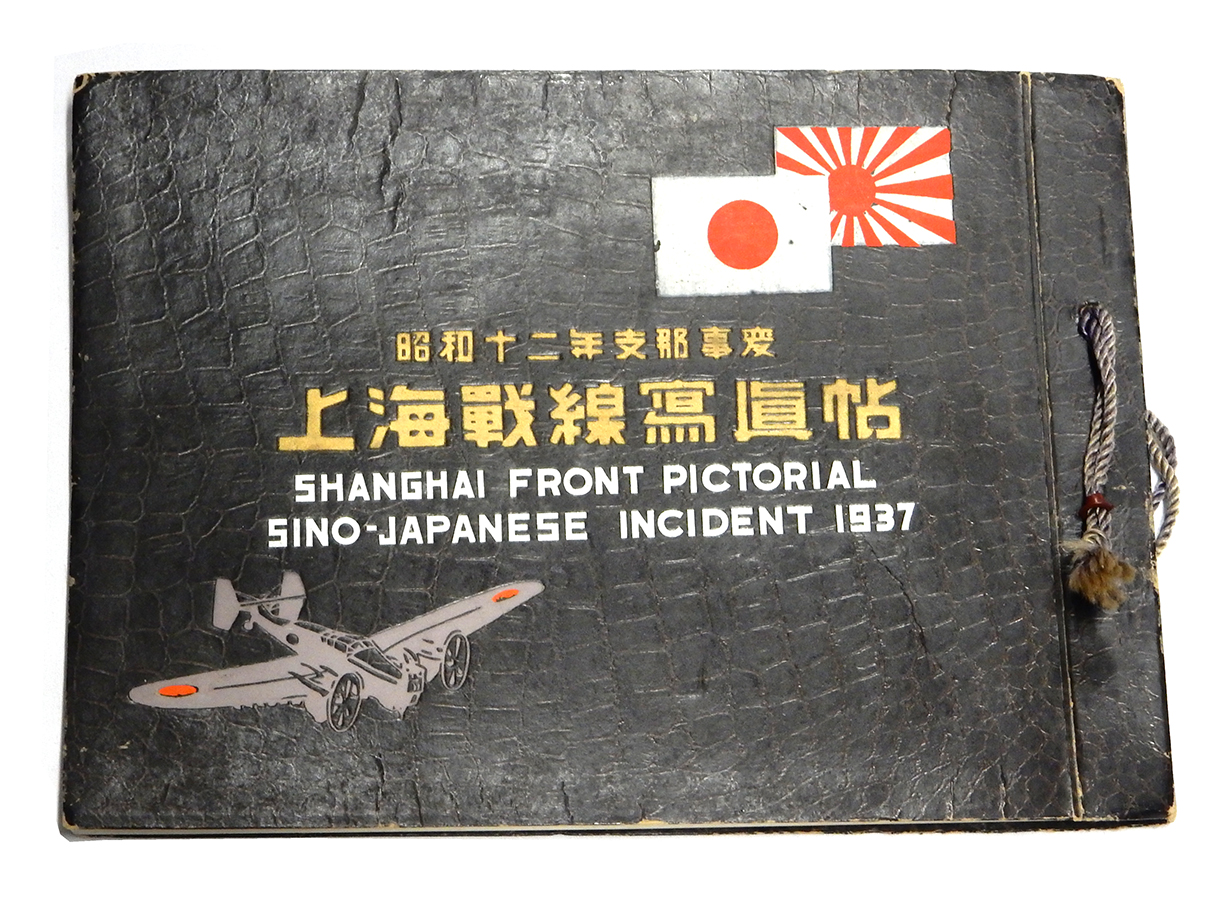 昭和十二年支那事変
上海戰線寫眞帖
SHANGHAI FRONT PICTORIAL
SINO-JAPANESE INCIDENT 1937